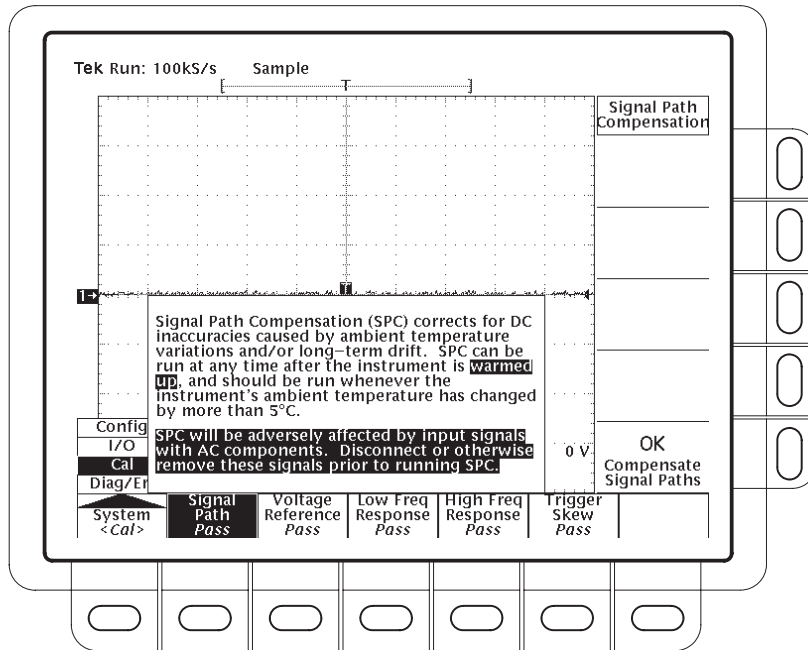 Tek Run: 100kS/s Sample
T
Signal Path
Compensation
T
1
Signal Path Compensation (SPC) corrects for DC
inaccuracies caused by ambient temperature
variations and/or long-term drift. SPC can be
run at any time after the instrument is warmed
up, and should be run whenever the
instrument's ambient temperature has changed
by more than 5°C.
SPC will be adversely affected by input signals
with AC components. Disconnect or otherwise
remove these signals prior to running SPC.
0 V
Config
I/O
Cal
Diag/Er
OK
Compensate
Signal Paths
System
<Cal>
Signal
Path
Pass
Voltage
Reference
Pass
Low Freq
Response
Pass
High Freq
Response
Pass
Trigger
Skew
Pass